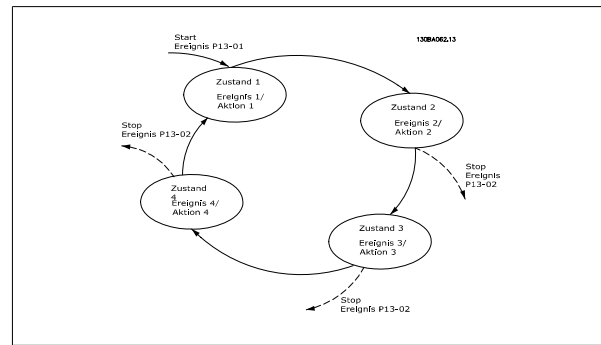 Start
Ereignis P13-01
130BA062.13
Zustand 1
Ereignis 1/
Aktion 1
Zustand 2
Ereignis 2/
Aktion 2
Stop
Ereignis P13-02
Stop
Ereignis
P13-02
Zustand
4
Ereignis 4/
Aktion 4
Zustand 3
Ereignis 3/
Aktion 3
Stop
Ereignis P13-02